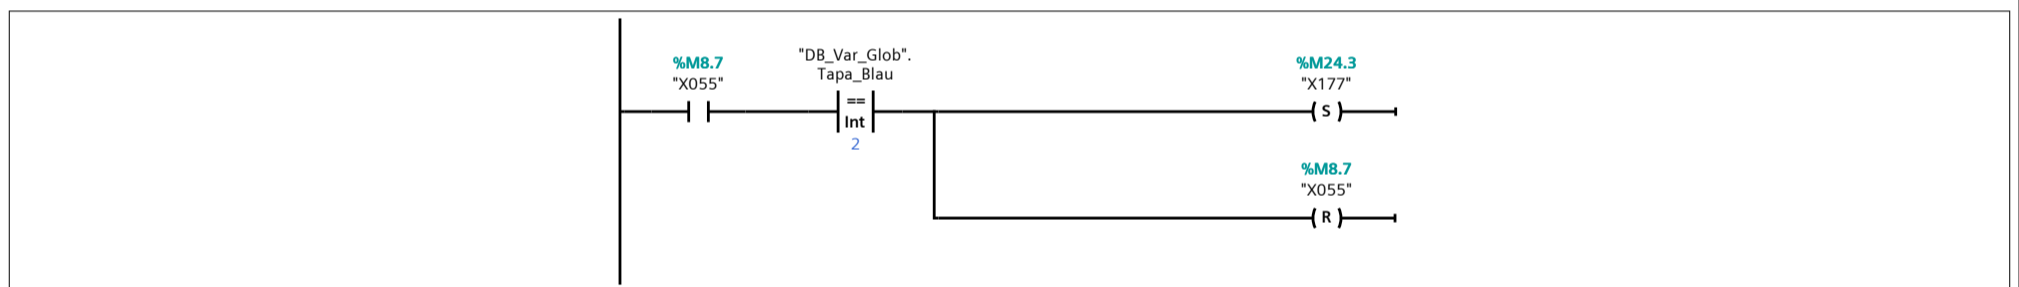 %M8.7
"X055"
"DB_Var_Glob".
Tapa_Blau
==
Int
2
%M24.3
"X177"
S
%M8.7
"X055"
R